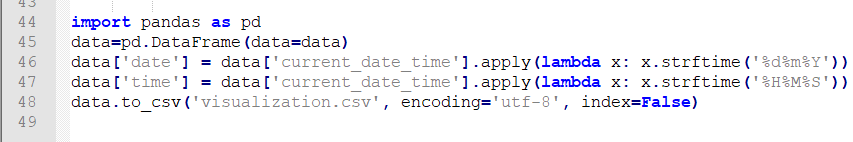 43
44 import pandas as pd
45 data=pd.DataFrame(data=data)
46 data['date'] = data['current_date_time'].apply(lambda x: x.strftime('%d%m%Y'))
47 data['time'] = data['current_date_time'].apply(lambda x: x.strftime('%H%M%S'))
48 data.to_csv('visualization.csv', encoding='utf-8', index=False)
49